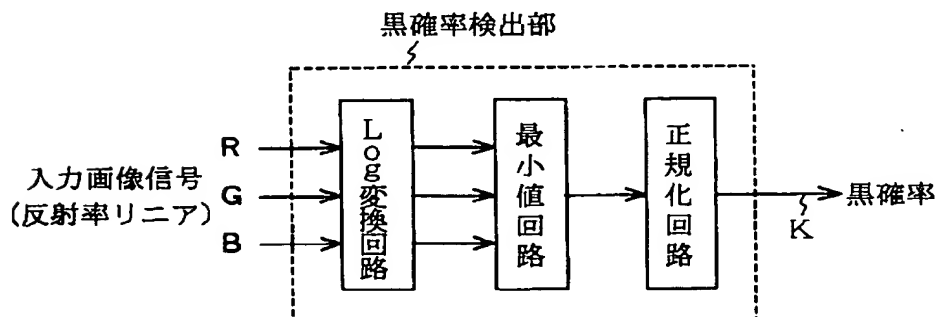 黒確率検出部
入力画像信号
(反射率リニア)
R
G
B
Log変換回路
最小値回路
正規化回路
K
黒確率